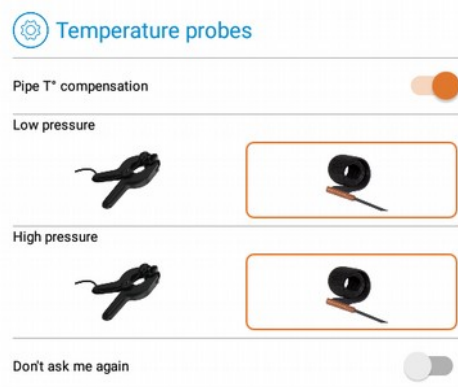 Temperature probes
Pipe T° compensation
Low pressure
High pressure
Don't ask me again